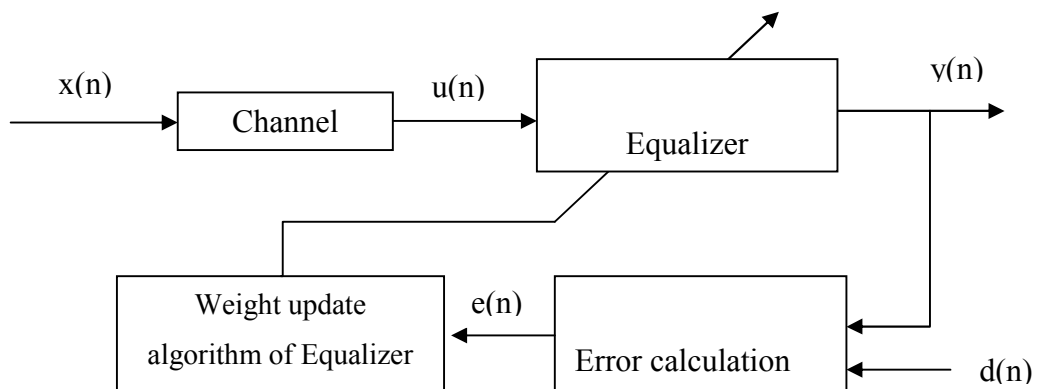 x(n)
Channel
u(n)
Equalizer
y(n)
Weight update
algorithm of Equalizer
e(n)
Error calculation
d(n)